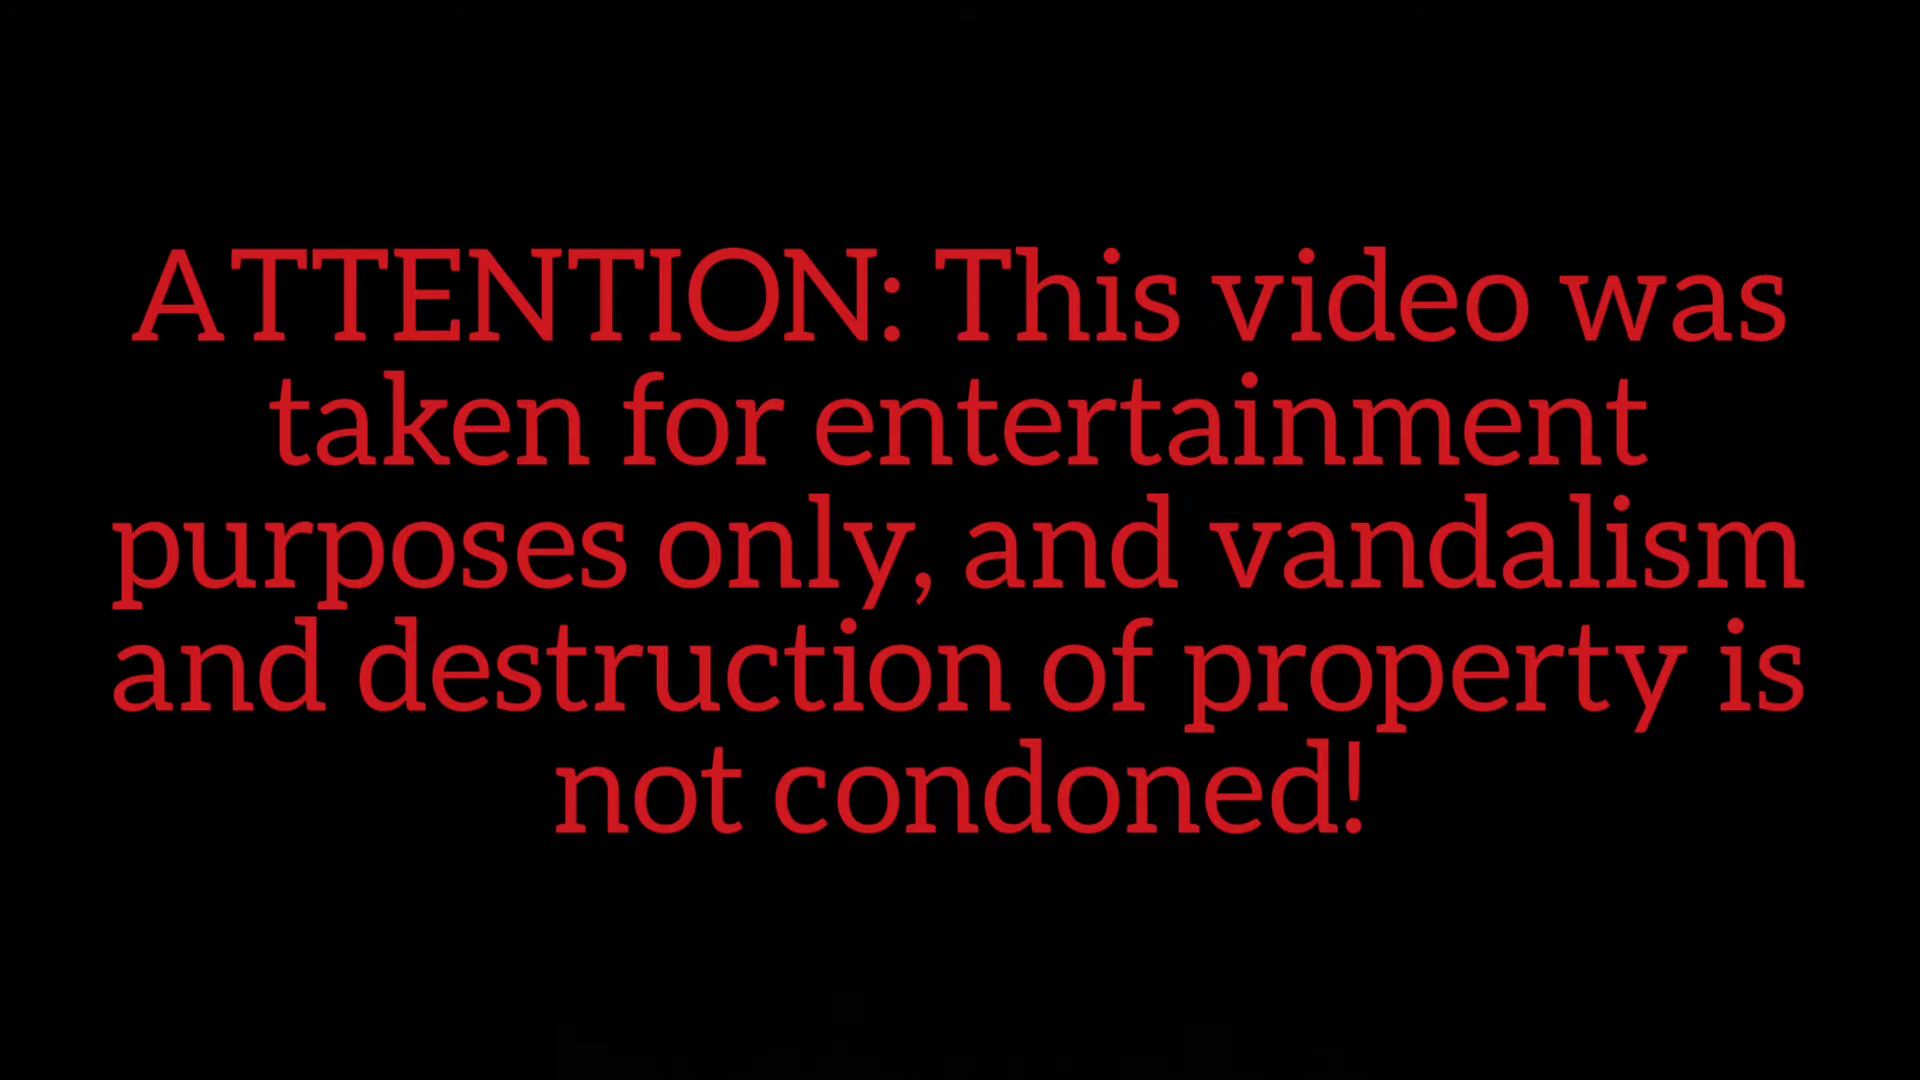 ATTENTION: This video was
taken for entertainment
purposes only, and vandalism
and destruction of property is
not condoned!